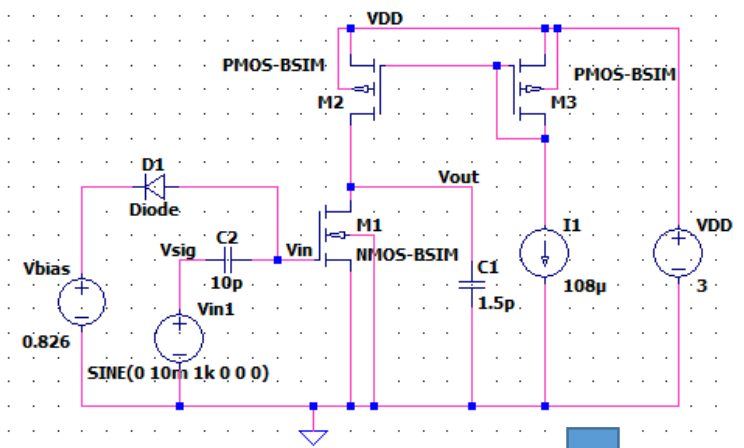 VDD
PMOS-BSIM
M2
PMOS-BSIM
M3
D1
Diode
Vout
Vsig
C2
10p
Vin
M1
NMOS-BSIM
I1
108µ
VDD
3
Vbias
0.826
Vin1
C1
1.5p
SINE(0 10m 1k 0 0 0)